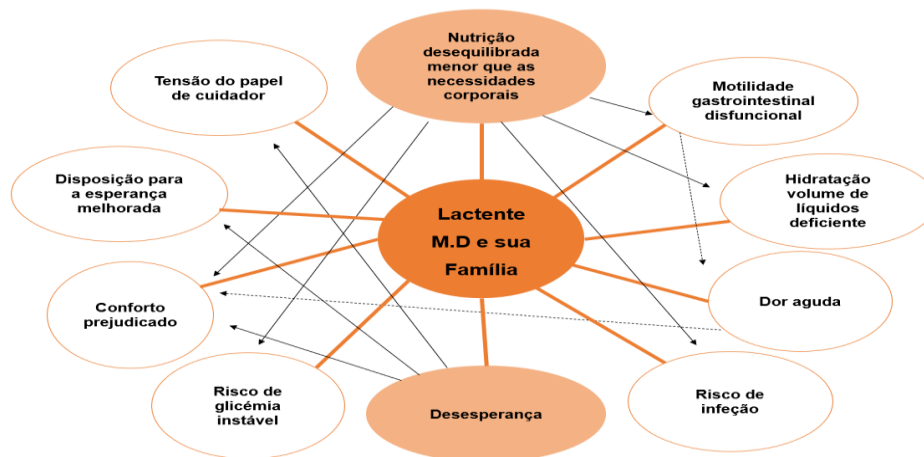 Nutrição
desequilibrada
menor que as
necessidades
corporais
Tensão do papel
de cuidador
Motilidade
gastrointestinal
disfuncional
Disposição para
a esperança
melhorada
Lactente
M.D e sua
Família
Hidratação
volume de
líquidos
deficiente
Conforto
prejudicado
Dor aguda
Risco de
glicémia
instável
Desesperança
Risco de
infeção